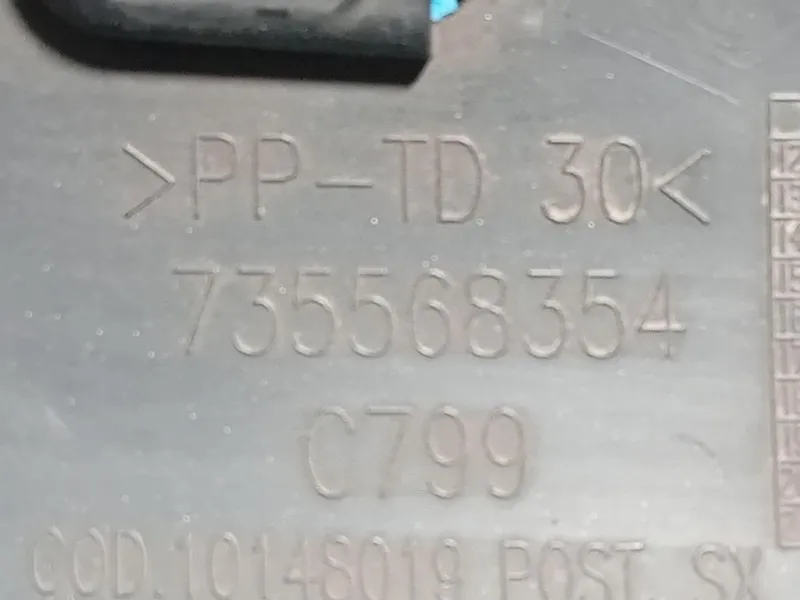 >PP-TD 30<
735568354
C799
COD.10148019 POST. SX